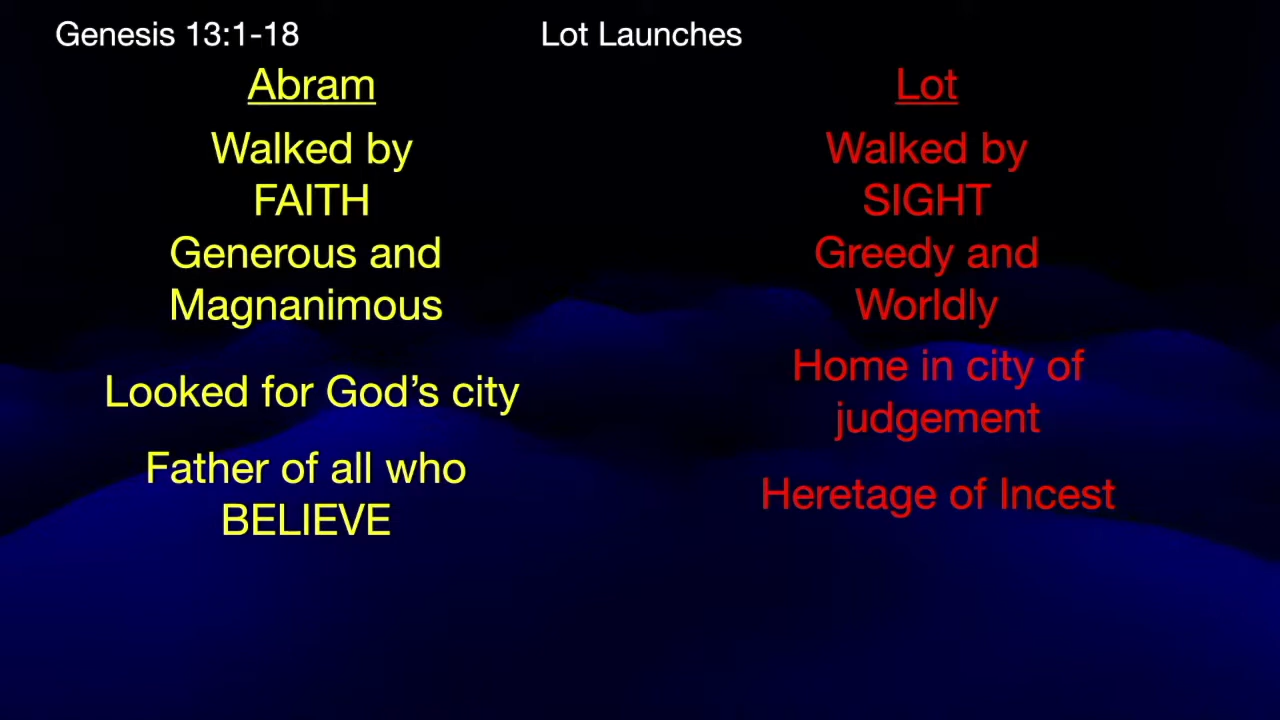 Genesis 13:1-18
Lot Launches
Abram
Walked by
FAITH
Generous and
Magnanimous
Looked for God's city
Father of all who
BELIEVE
Lot
Walked by
SIGHT
Greedy and
Worldly
Home in city of
judgement
Heretage of Incest